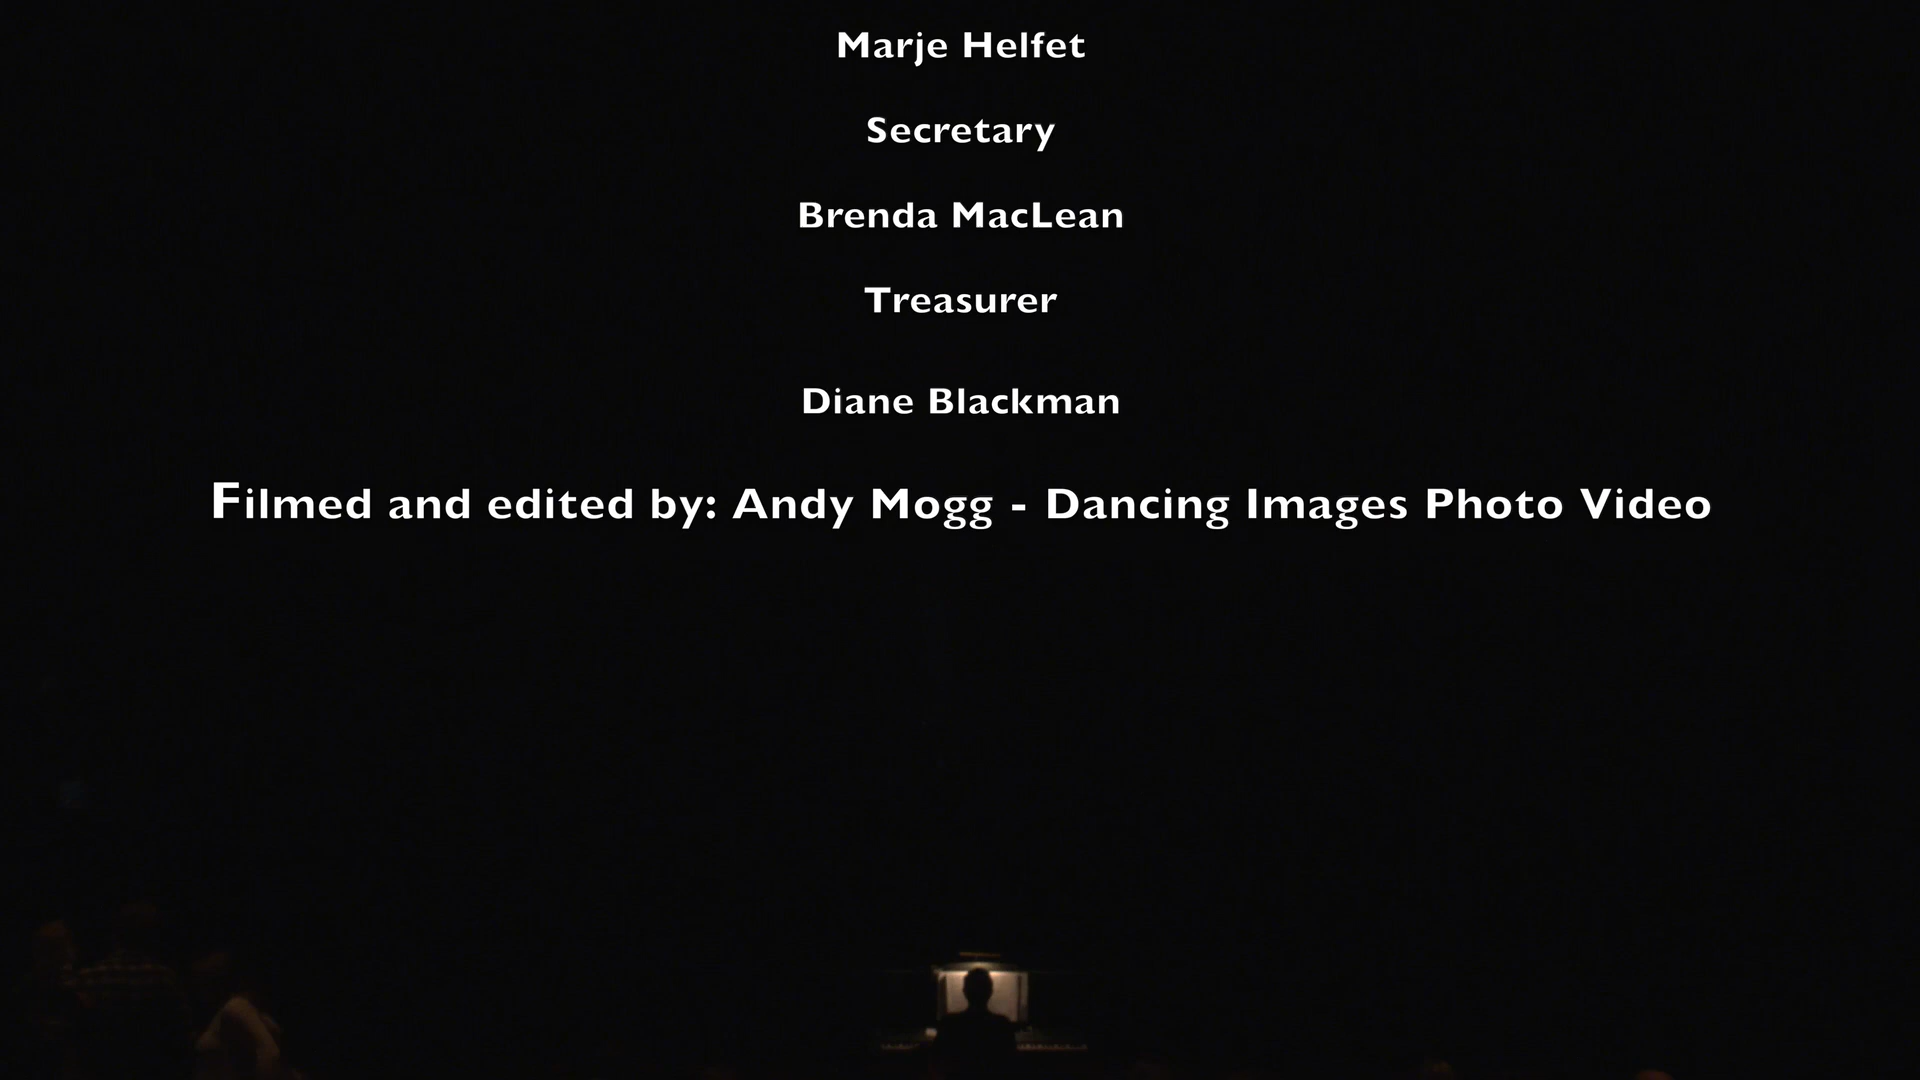 Marje Helfet
Secretary
Brenda MacLean
Treasurer
Diane Blackman
Filmed and edited by: Andy Mogg - Dancing Images Photo Video